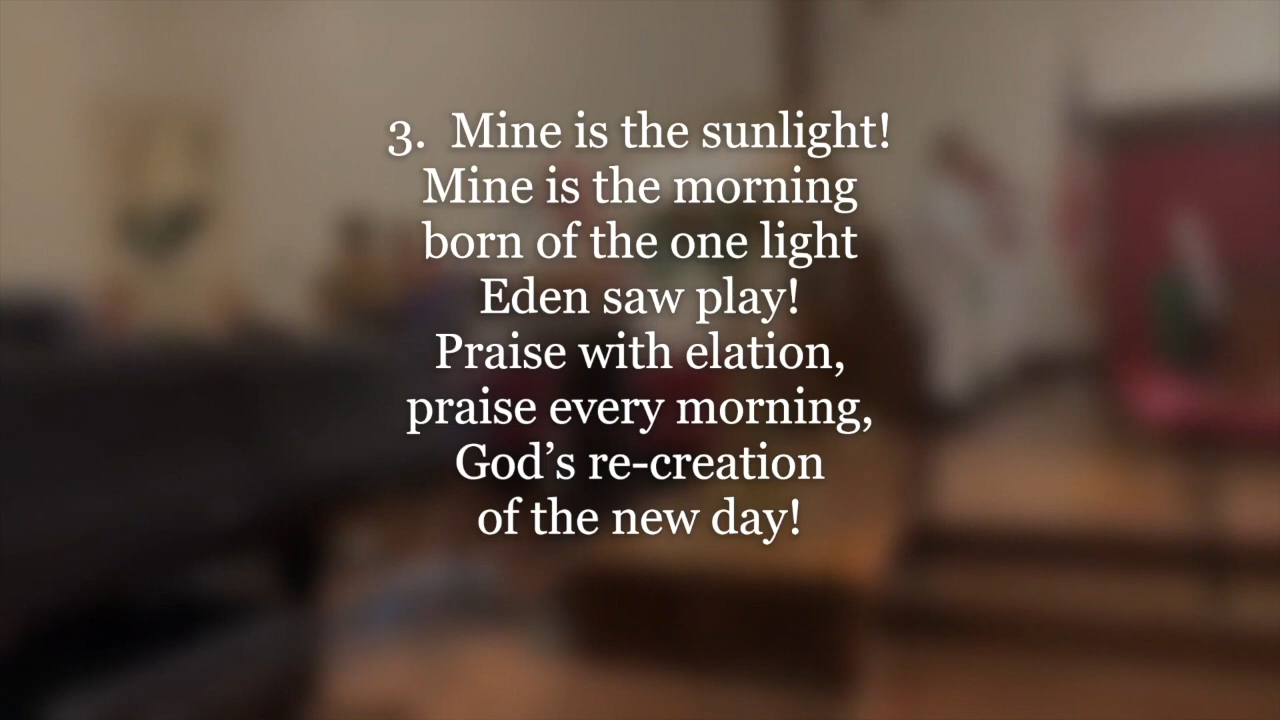 3. Mine is the sunlight!
Mine is the morning
born of the one light
Eden saw play!
Praise with elation,
praise every morning,
God’s re-creation
of the new day!